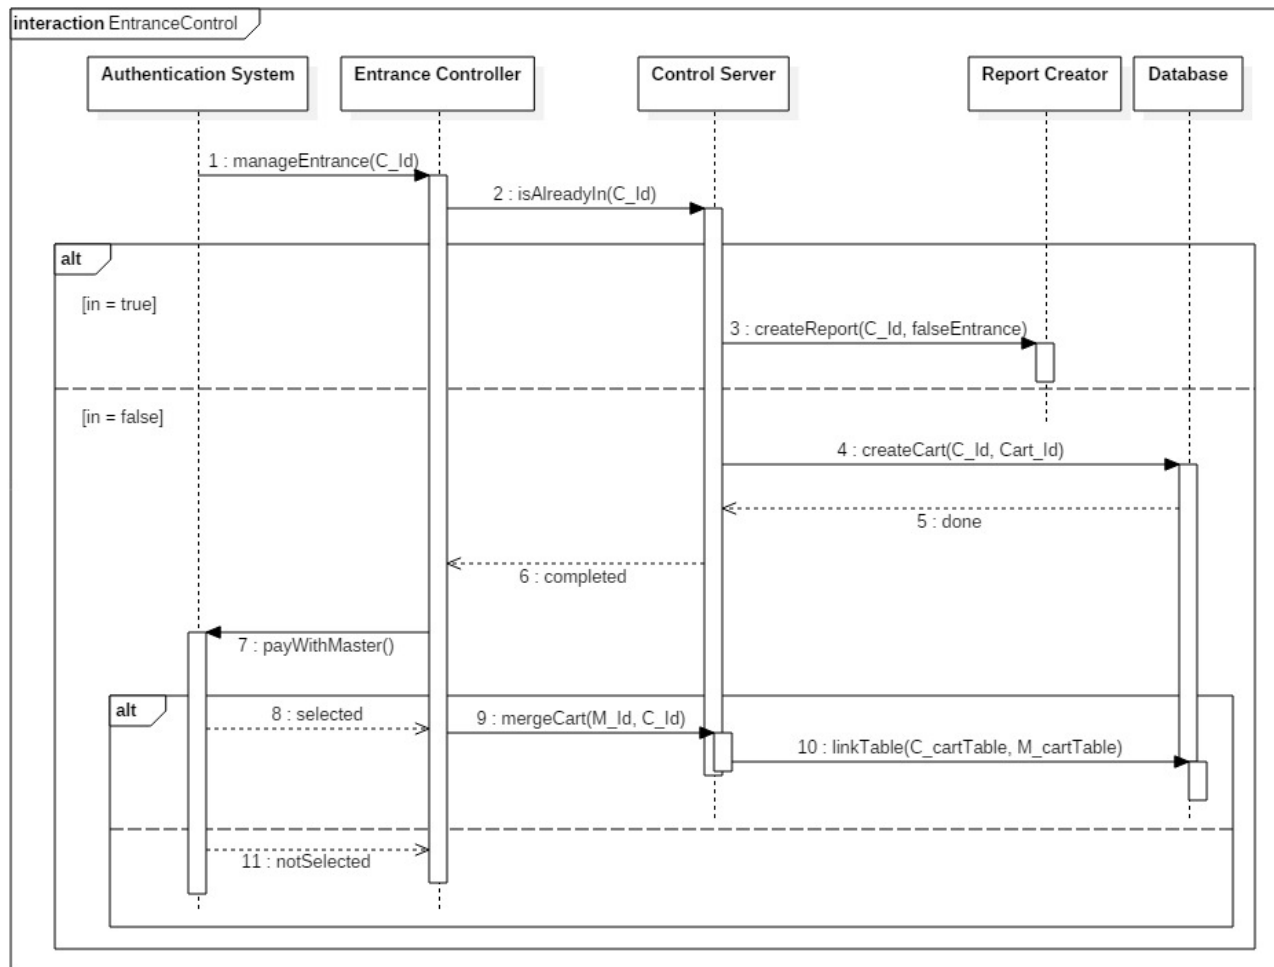 interaction EntranceControl
Authentication System
Entrance Controller
Control Server
Report Creator
Database
1 : manageEntrance(C_Id)
2 : isAlreadyIn(C_Id)
alt
[in = true]
3 : createReport(C_Id, falseEntrance)
[in = false]
4 : createCart(C_Id, Cart_Id)
5 : done
6 : completed
7 : payWithMaster()
alt
8 : selected
9 : mergeCart(M_Id, C_Id)
10 : linkTable(C_cartTable, M_cartTable)
11 : notSelected